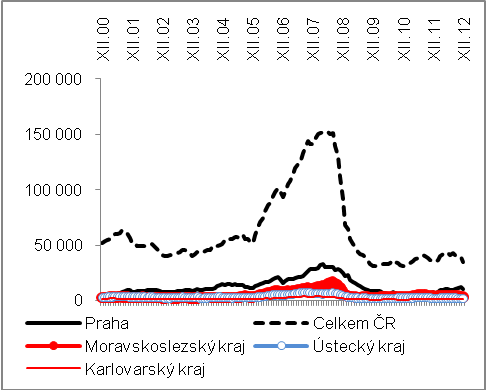 XII.00
XII.01
XII.02
XII.03
XII.04
XII.05
XII.06
XII.07
XII.08
XII.09
XII.10
XII.11
XII.12
200 000
150 000
100 000
50 000
0
Praha
Celkem ČR
Moravskoslezský kraj
Ústecký kraj
Karlovarský kraj